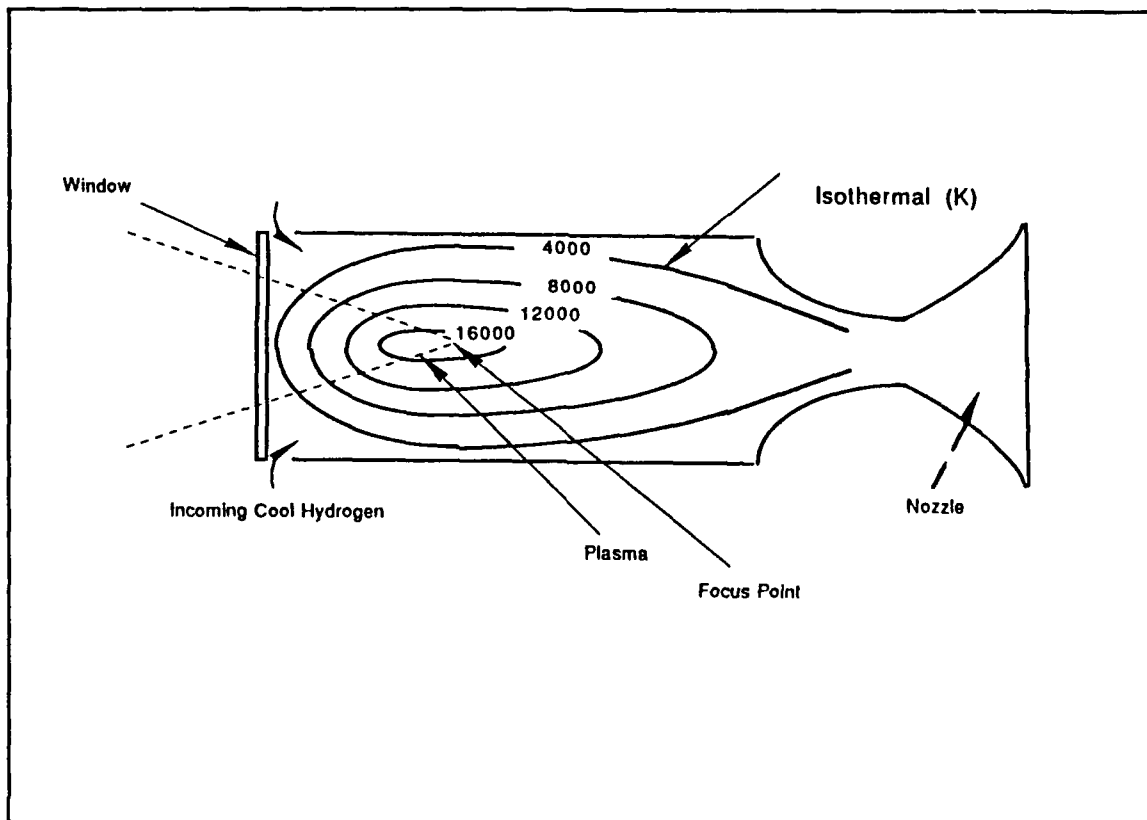 Window
Isothermal (K)
4000
8000
12000
16000
Incoming Cool Hydrogen
Nozzle
Plasma
Focus Point